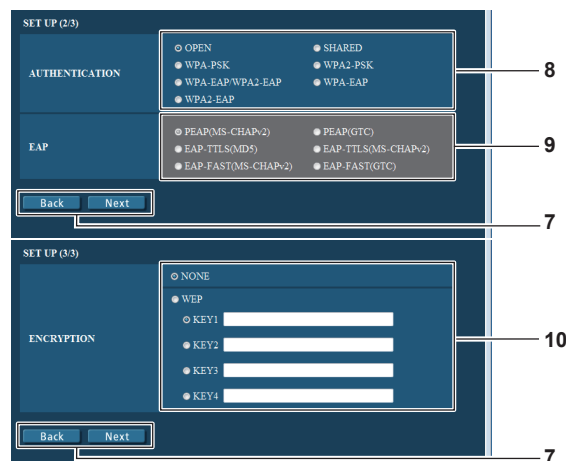 SET UP (2/3)
AUTHENTICATION
OPEN SHARED
WPA-PSK WPA2-PSK
WPA-EAP/WPA2-EAP WPA-EAP
WPA2-EAP
8
EAP
PEAP(MS-CHAPv2) PEAP(GTC)
EAP-TTLS(MD5) EAP-TTLS(MS-CHAPv2)
EAP-FAST(MS-CHAPv2) EAP-FAST(GTC)
9
Back Next
7
SET UP (3/3)
ENCRYPTION
NONE
WEP
KEY1
KEY2
KEY3
KEY4
10
Back Next
7